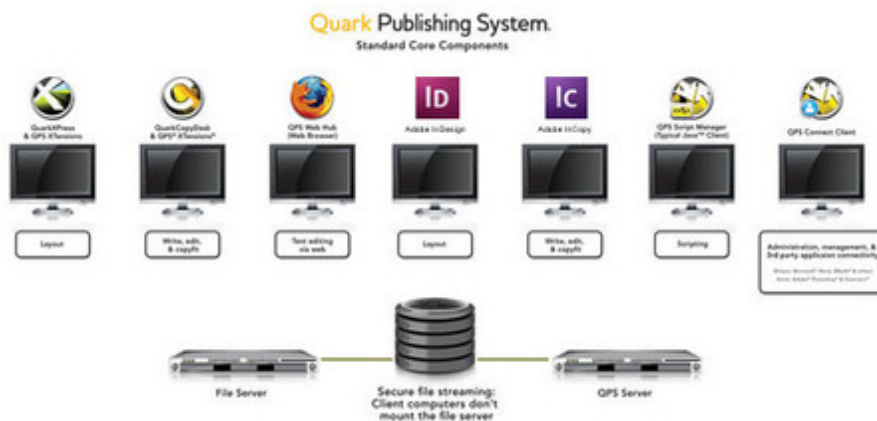 Quark Publishing System.
Standard Core Components
QuarkXPress
& QPS XTensions
QuarkCopyDesk
& QPS® XTensions®
QPS Web Hub
(Web Browser)
Adobe InDesign
Adobe InCopy
QPS Script Manager
(Typical Java™ Client)
QPS Connect Client
Layout
Write, edit,
& copyfit
Text editing
via web
Layout
Write, edit,
& copyfit
Scripting
Administration, management, &
3rd party application connectivity
File Server
Secure file streaming:
Client computers don't
mount the file server
QPS Server